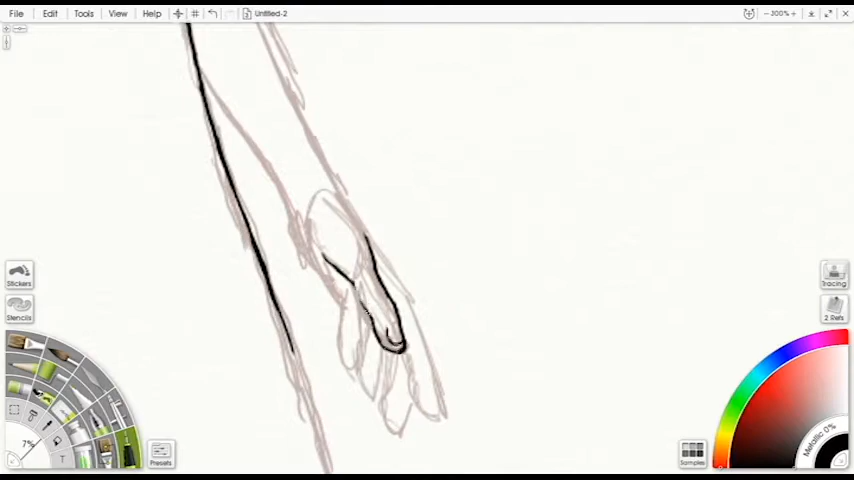 File Edit Tools View Help Untitled-2 300%
Stickers
Tracing
Stencils
2 Refs
7%
T
Metallic 0%
Presets
Samples